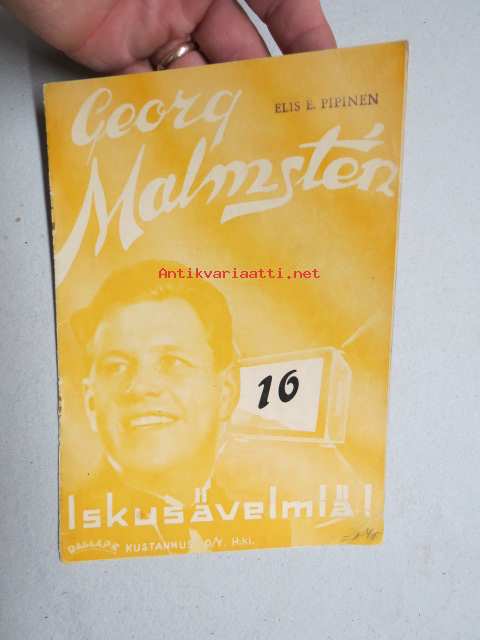 Georg
ELIS E. PIPINEN
Malmstén
Antikvariaatti.net
16
Iskusävelmiä!
KUSTANNUS O/Y. H:ki.